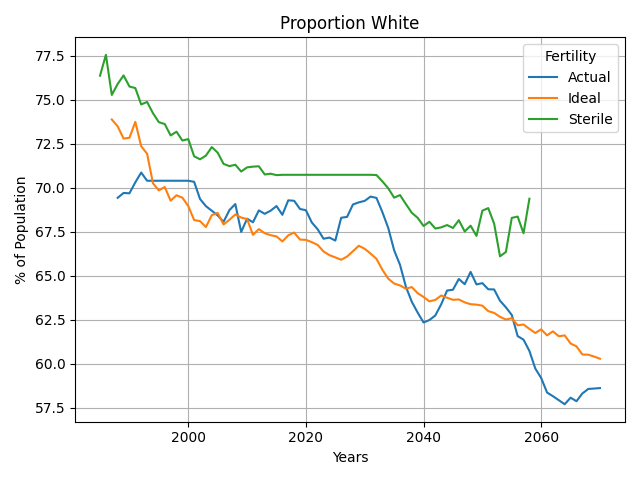 Proportion White
Fertility
Actual
Ideal
Sterile
% of Population
77.5
75.0
72.5
70.0
67.5
65.0
62.5
60.0
57.5
2000
2020
2040
2060
Years